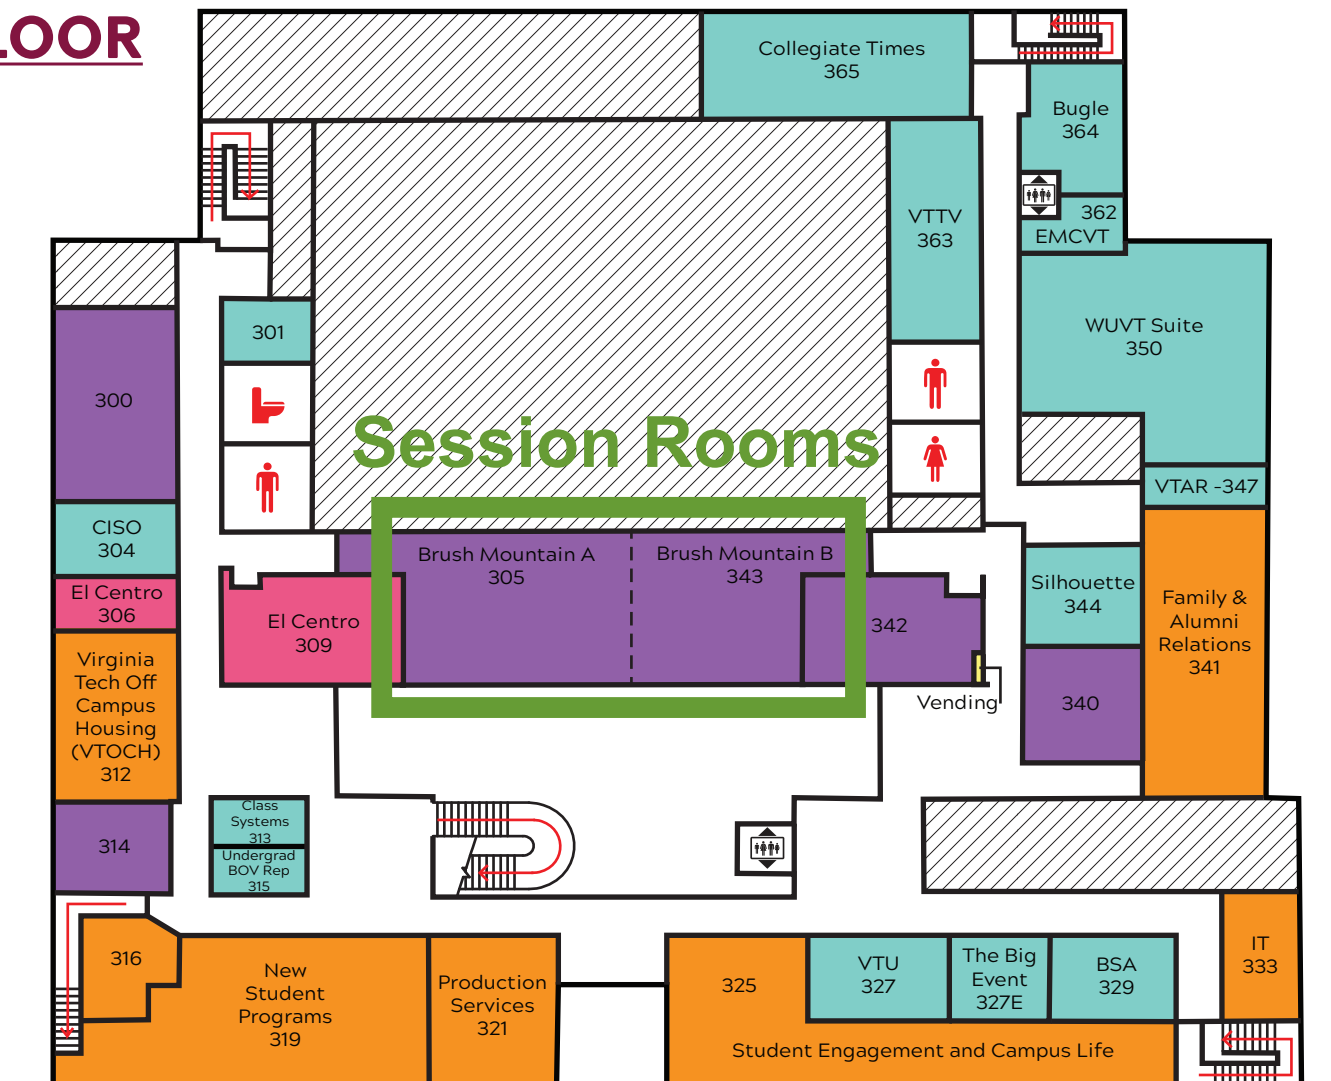 LOOR
Collegiate Times
365
Bugle
364
362
EMCVT
VTTV
363
WUVT Suite
350
301
300
Session Rooms
VTAR -347
CISO
304
Brush Mountain A
305
Brush Mountain B
343
Silhouette
344
El Centro
306
El Centro
309
342
Family &
Alumni
Relations
341
Virginia
Tech Off
Campus
Housing
(VTOCH)
312
Vending
340
314
Class
Systems
313
Undergrad
BOV Rep
315
316
New
Student
Programs
319
Production
Services
321
325
VTU
327
The Big
Event
327E
BSA
329
IT
333
Student Engagement and Campus Life